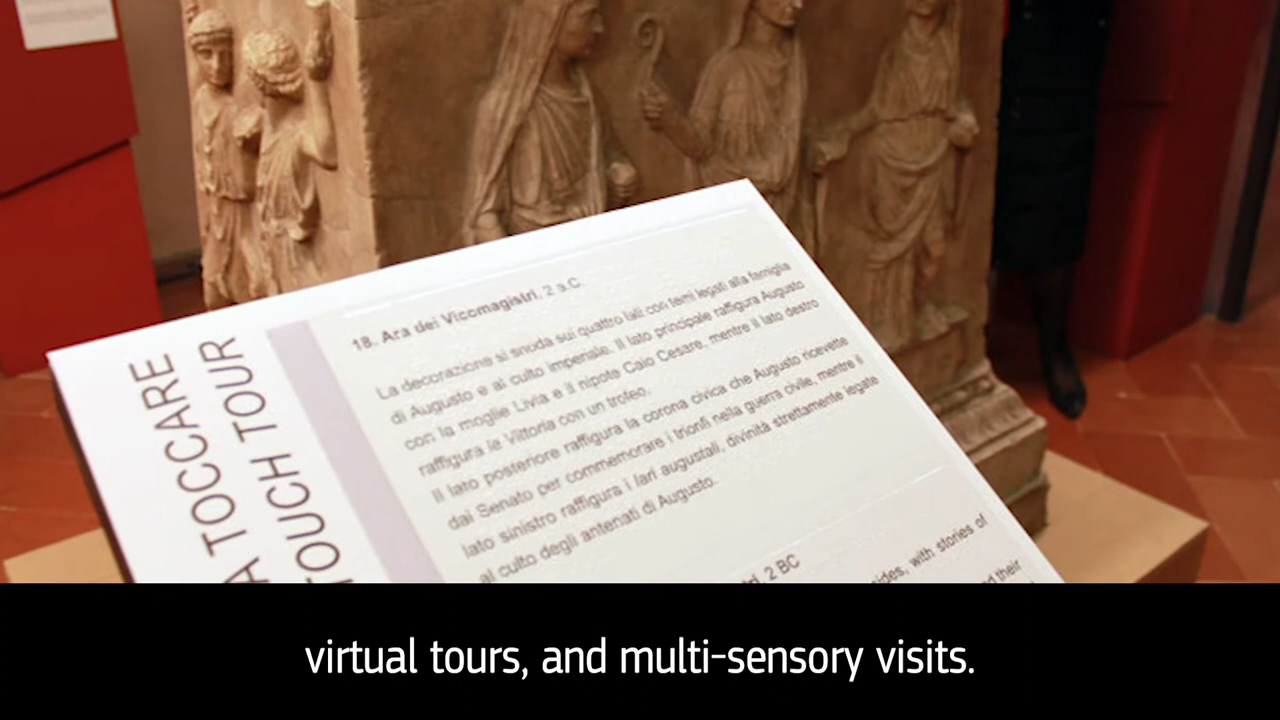 A TOCCARE
TOUCH TOUR
18. Ara dei Vicomagistri, 2 a.C.
La decorazione si snoda sui quattro lati con temi legati alla famiglia
di Augusto e al culto imperiale. Il lato principale raffigura Augusto
con la moglie Livia e il nipote Caio Cesare, mentre il lato destro
raffigura la Vittoria con un trofeo.
Il lato posteriore raffigura la corona civica che Augusto ricevette
dal Senato per commemorare i trionfi nella guerra civile, mentre il
lato sinistro raffigura i lari augustali, divinità strettamente legate
al culto degli antenati di Augusto.
2 BC
sides, with stories of
their
virtual tours, and multi-sensory visits.